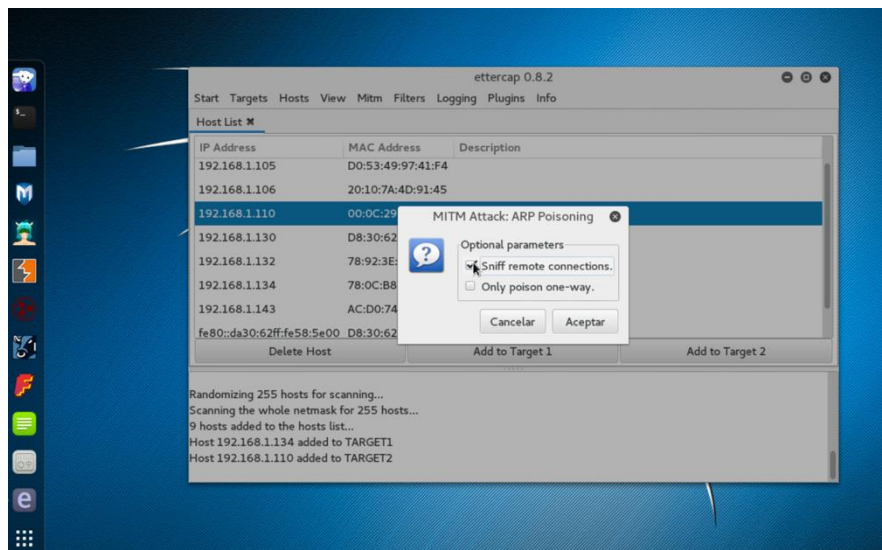 ettercap 0.8.2
Start Targets Hosts View Mitm Filters Logging Plugins Info
Host List
IP Address MAC Address Description
192.168.1.105 D0:53:49:97:41:F4
192.168.1.106 20:10:7A:4D:91:45
192.168.1.110 00:0C:29
192.168.1.130 D8:30:62
192.168.1.132 78:92:3E:
192.168.1.134 78:0C:B8
192.168.1.143 AC:D0:74
fe80::da30:62ff:fe58:5e00 D8:30:62
MITM Attack: ARP Poisoning
Optional parameters
Sniff remote connections.
Only poison one-way.
Cancelar Aceptar
Delete Host Add to Target 1 Add to Target 2
Randomizing 255 hosts for scanning...
Scanning the whole netmask for 255 hosts...
9 hosts added to the hosts list...
Host 192.168.1.134 added to TARGET1
Host 192.168.1.110 added to TARGET2